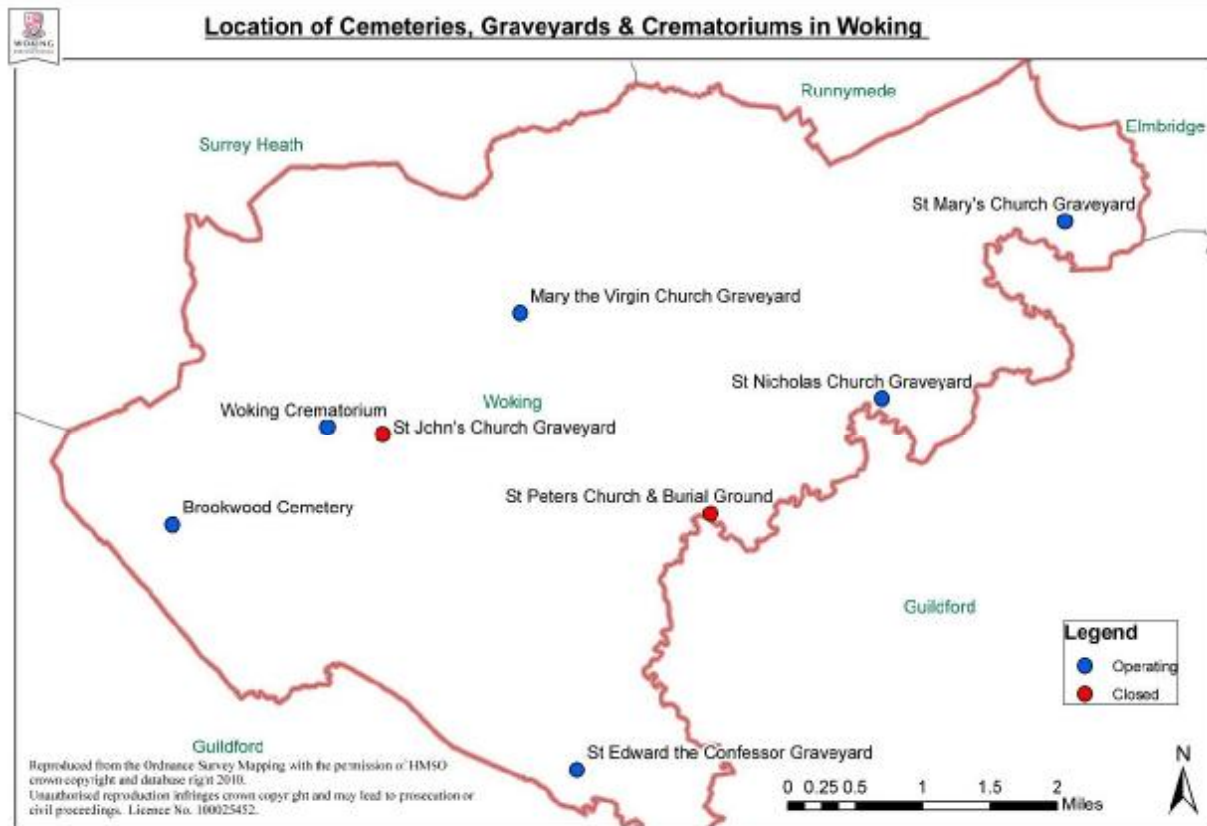 WOKING
Location of Cemeteries, Graveyards & Crematoriums in Woking
Runnymede
Elmbridge
Surrey Heath
St Mary's Church Graveyard
Mary the Virgin Church Graveyard
St Nicholas Church Graveyard
Woking
Woking Crematorium
St John's Church Graveyard
St Peters Church & Burial Ground
Brookwood Cemetery
Guildford
Legend
Operating
Closed
Guildford
St Edward the Confessor Graveyard
Reproduced from the Ordnance Survey Mapping with the permission of HMSO
crown copyright and database right 2010.
Unauthorised reproduction infringes crown copyright and may lead to prosecution or
civil proceedings. Licence No. 100025452.
0 0.25 0.5 1 1.5 2
Miles
N